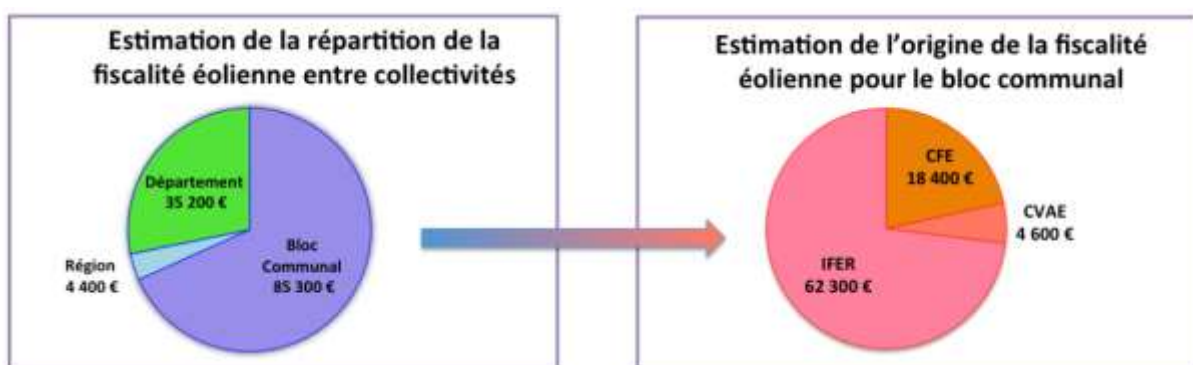 Estimation de la répartition de la
fiscalité éolienne entre collectivités
Département
35 200 €
Région
4 400 €
Bloc
Communal
85 300 €
Estimation de l'origine de la fiscalité
éolienne pour le bloc communal
CFE
18 400 €
CVAE
4 600 €
IFER
62 300 €